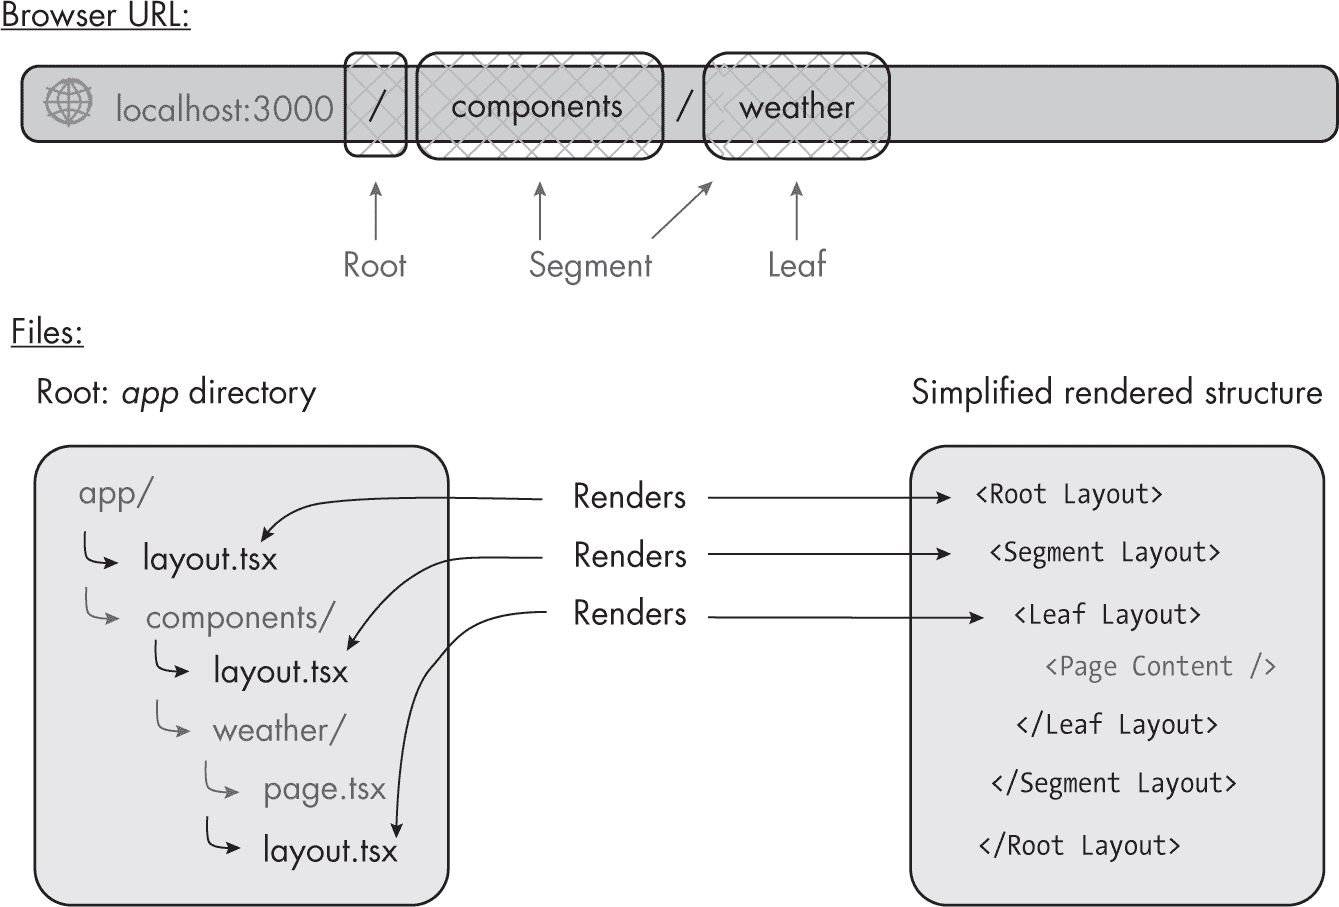 Browser URL:
localhost:3000 / components / weather
Root Segment Leaf
Files:
Root: app directory
Simplified rendered structure
app/
layout.tsx
components/
layout.tsx
weather/
page.tsx
layout.tsx
Renders
Renders
Renders
<Root Layout>
<Segment Layout>
<Leaf Layout>
<Page Content />
</Leaf Layout>
</Segment Layout>
</Root Layout>